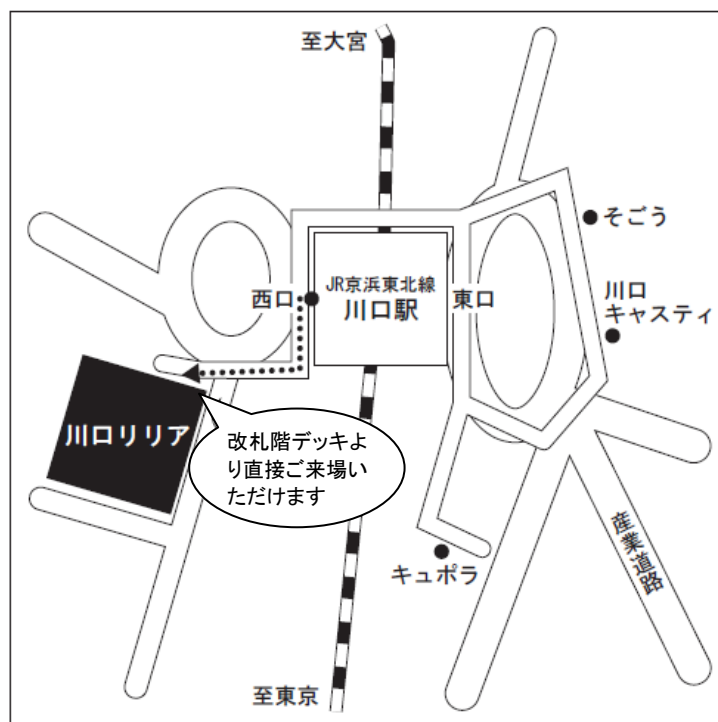 至大宮
そごう
JR京浜東北線
川口駅
西口
東口
川口
キャスティ
川口リリア
改札階デッキよ
り直接ご来場い
ただけます
産業道路
キュポラ
至東京